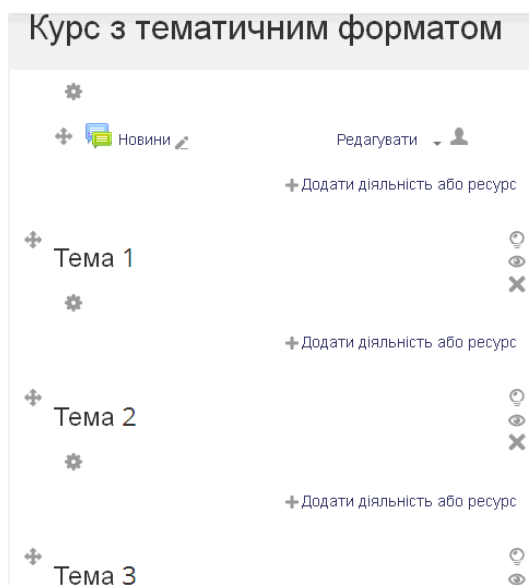 Курс з тематичним форматом
Новини Редагувати
Додати діяльність або ресурс
Тема 1
Додати діяльність або ресурс
Тема 2
Додати діяльність або ресурс
Тема 3